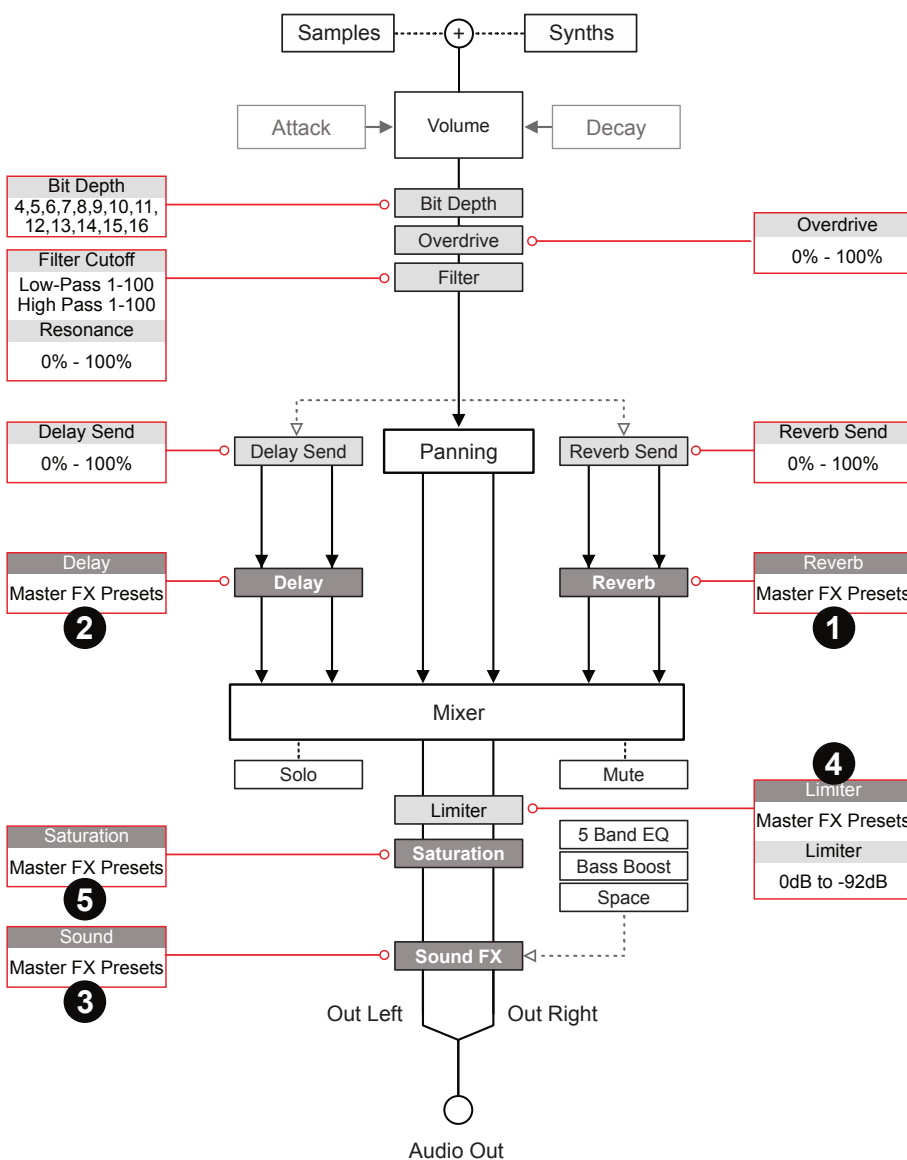 Samples
+
Synths
Attack
Volume
Decay
Bit Depth
4,5,6,7,8,9,10,11,
12,13,14,15,16
Bit Depth
Overdrive
Overdrive
0% - 100%
Filter Cutoff
Low-Pass 1-100
High Pass 1-100
Resonance
0% - 100%
Filter
Delay Send
0% - 100%
Delay Send
Panning
Reverb Send
Reverb Send
0% - 100%
Delay
Master FX Presets
2
Delay
Reverb
Reverb
Master FX Presets
1
Mixer
Solo
Mute
4
Limiter
Master FX Presets
Limiter
0dB to -92dB
Limiter
5 Band EQ
Bass Boost
Space
Saturation
Master FX Presets
5
Saturation
Sound
Master FX Presets
3
Sound FX
Out Left
Out Right
Audio Out